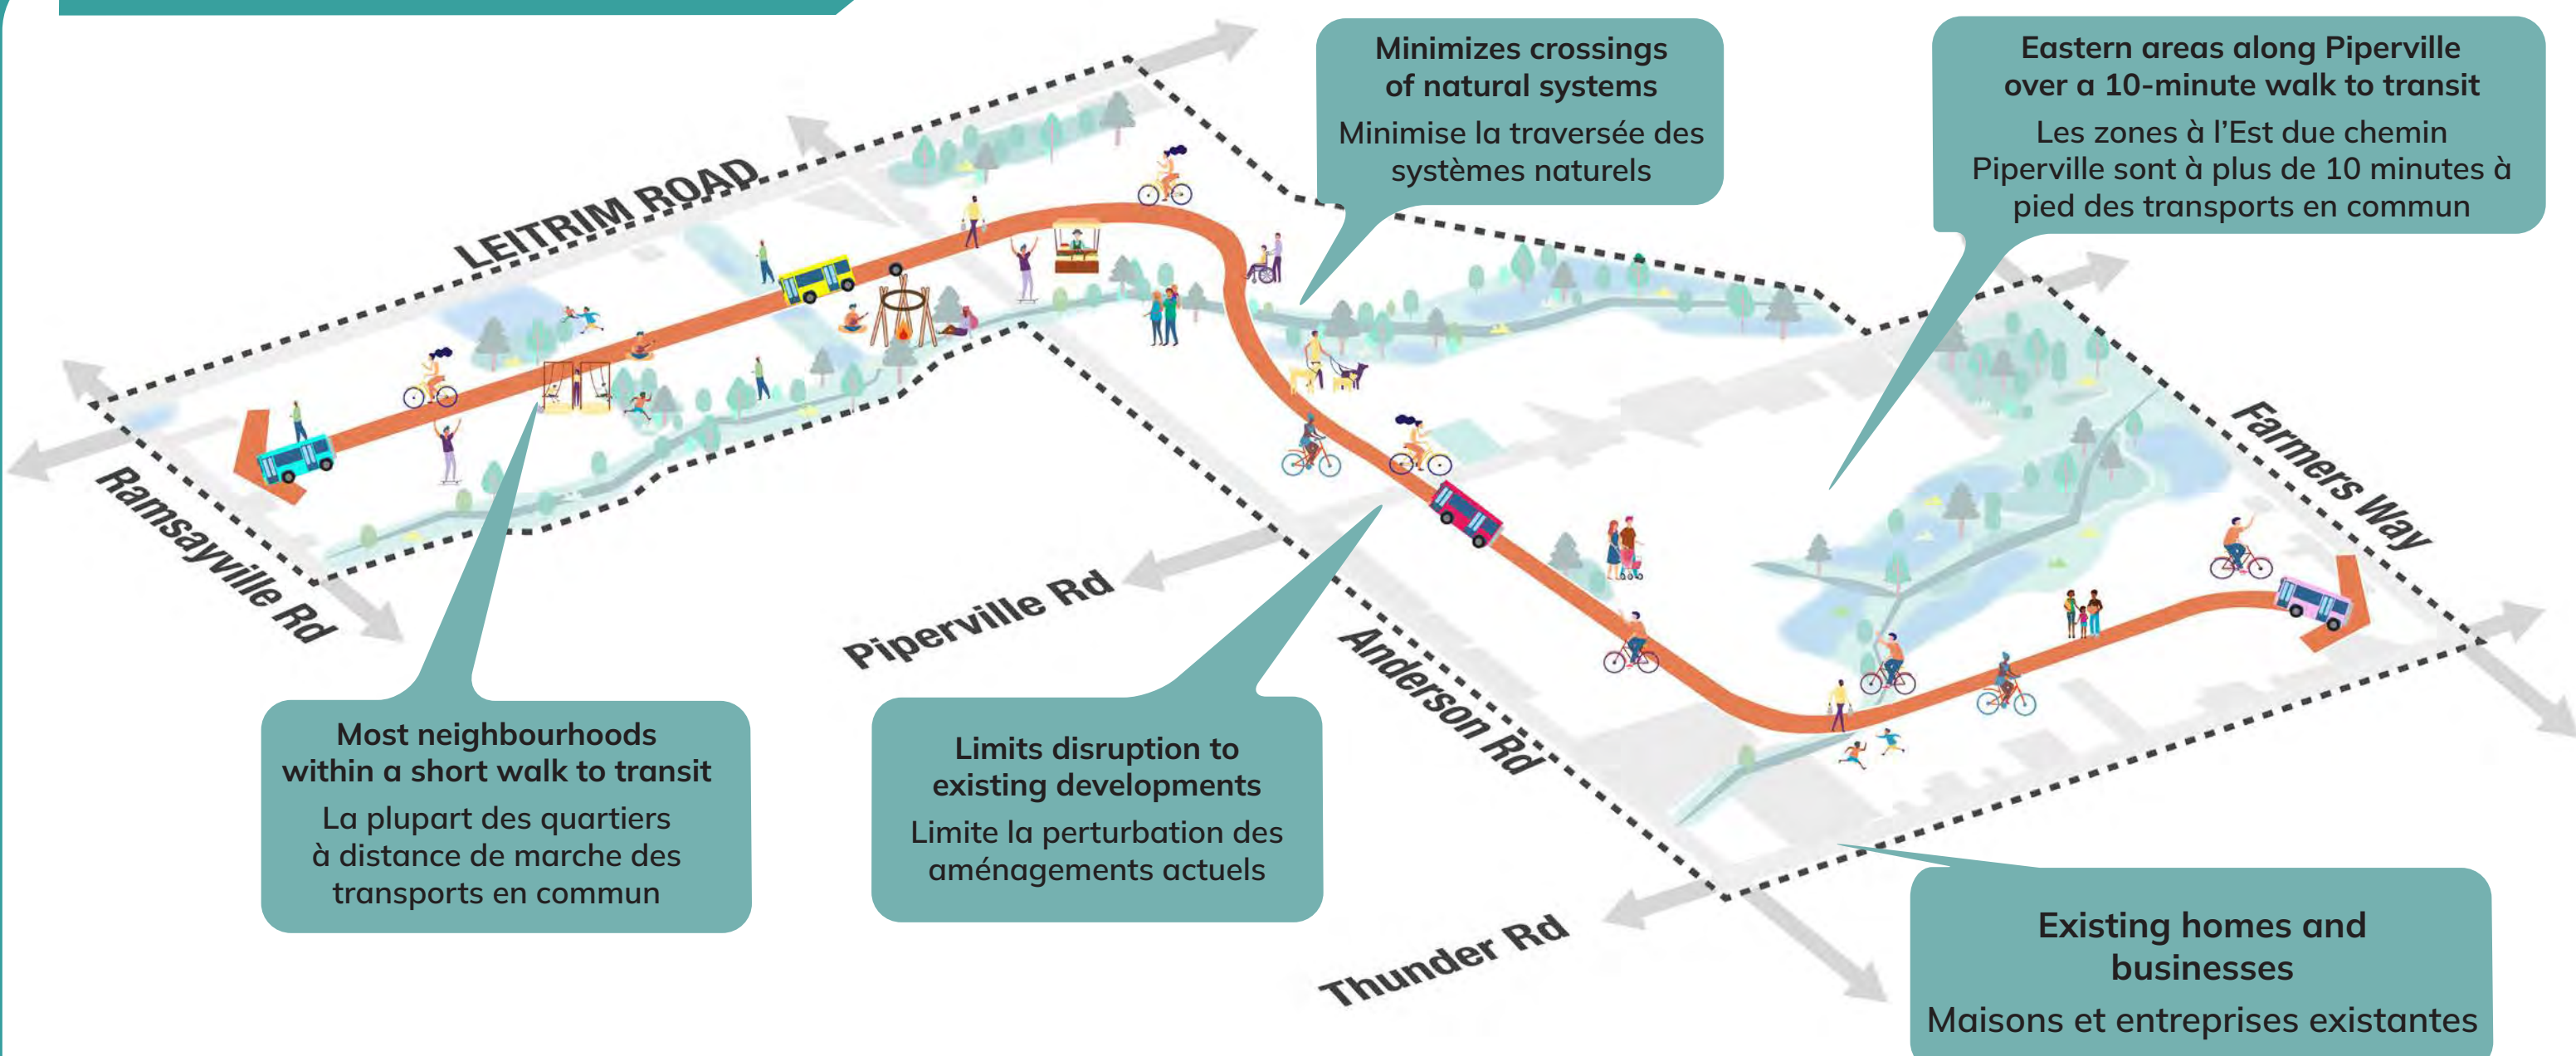 Minimizes crossings
of natural systems
Minimise la traversée des
systèmes naturels
Eastern areas along Piperville
over a 10-minute walk to transit
Les zones à l'Est due chemin
Piperville sont à plus de 10 minutes à
pied des transports en commun
LEITRIM ROAD
Farmers Way
Ramsayville Rd
Piperville Rd
Anderson Rd
Most neighbourhoods
within a short walk to transit
La plupart des quartiers
à distance de marche des
transports en commun
Limits disruption to
existing developments
Limite la perturbation des
aménagements actuels
Thunder Rd
Existing homes and
businesses
Maisons et entreprises existantes